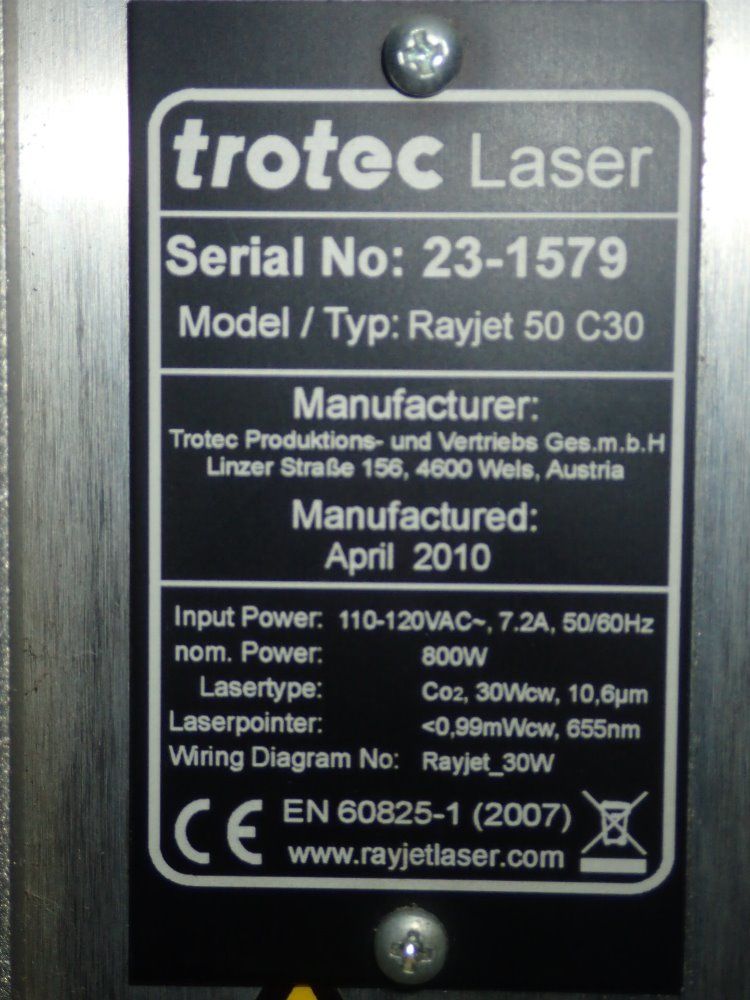 trotec Laser
Serial No: 23-1579
Model / Typ: Rayjet 50 C30
Manufacturer:
Trotec Produktions- und Vertriebs Ges.m.b.H
Linzer Straße 156, 4600 Wels, Austria
Manufactured:
April 2010
Input Power: 110-120VAC~, 7.2A, 50/60Hz
nom. Power: 800W
Lasertype: Co2, 30Wcw, 10,6µm
Laserpointer: <0,99mWcw, 655nm
Wiring Diagram No: Rayjet_30W
CE EN 60825-1 (2007)
www.rayjetlaser.com